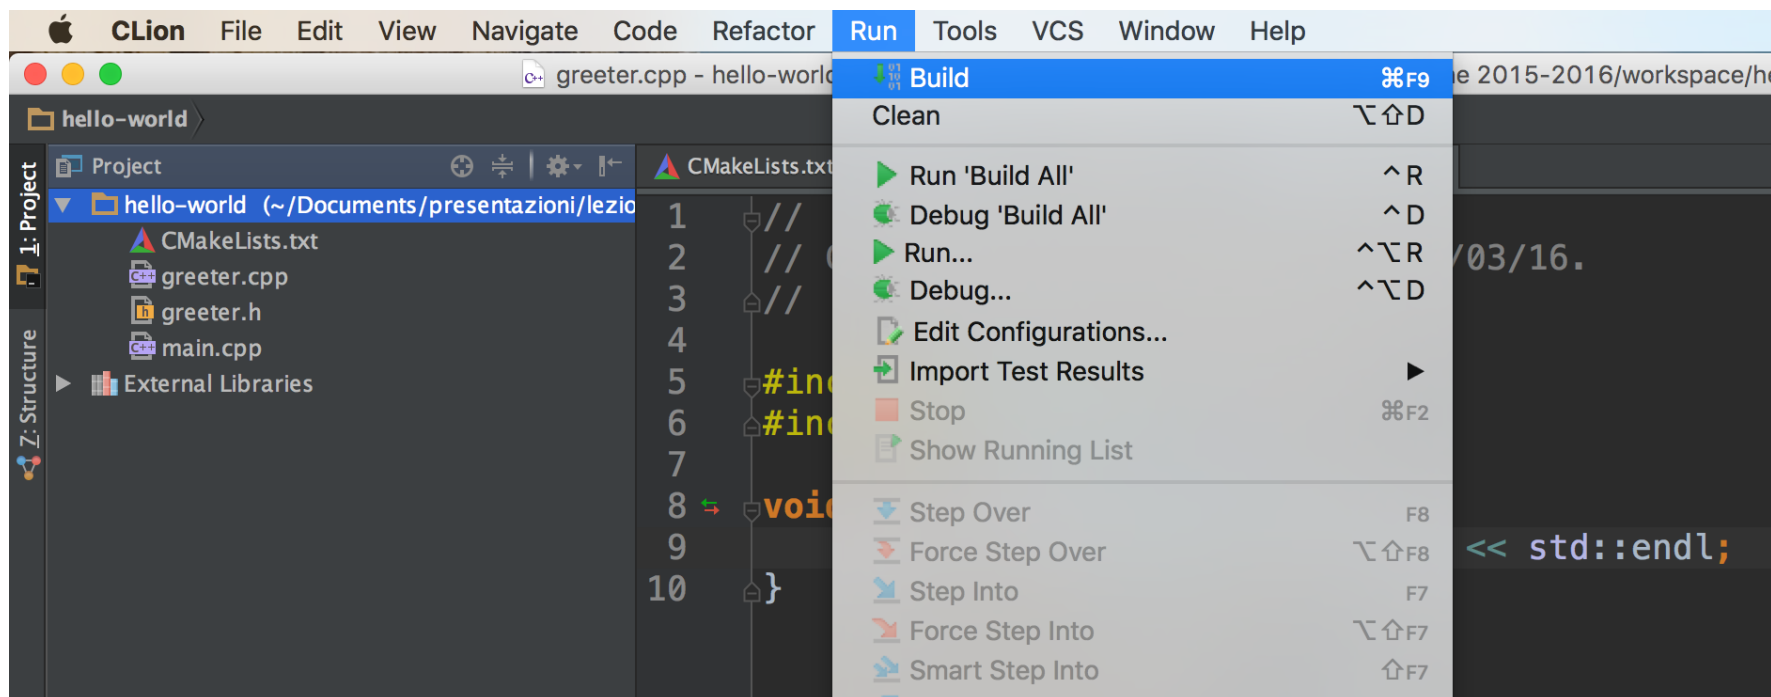 CLion File Edit View Navigate Code Refactor Run Tools VCS Window Help
greeter.cpp - hello-world
2015-2016/workspace/
hello-world
Project
CMakeLists.txt
1: Project
7: Structure
hello-world (~/Documents/presentazioni/lezio
CMakeLists.txt
greeter.cpp
greeter.h
main.cpp
External Libraries
1 //
2 // /03/16.
3 //
4
5 #inc
6 #inc
7
8 void
9 << std::endl;
10 }
Build ⌘F9
Clean ⌥⇧D
Run 'Build All' ^R
Debug 'Build All' ^D
Run... ^⌥R
Debug... ^⌥D
Edit Configurations...
Import Test Results
Stop ⌘F2
Show Running List
Step Over F8
Force Step Over ⌥⇧F8
Step Into F7
Force Step Into ⌥⇧F7
Smart Step Into ⇧F7